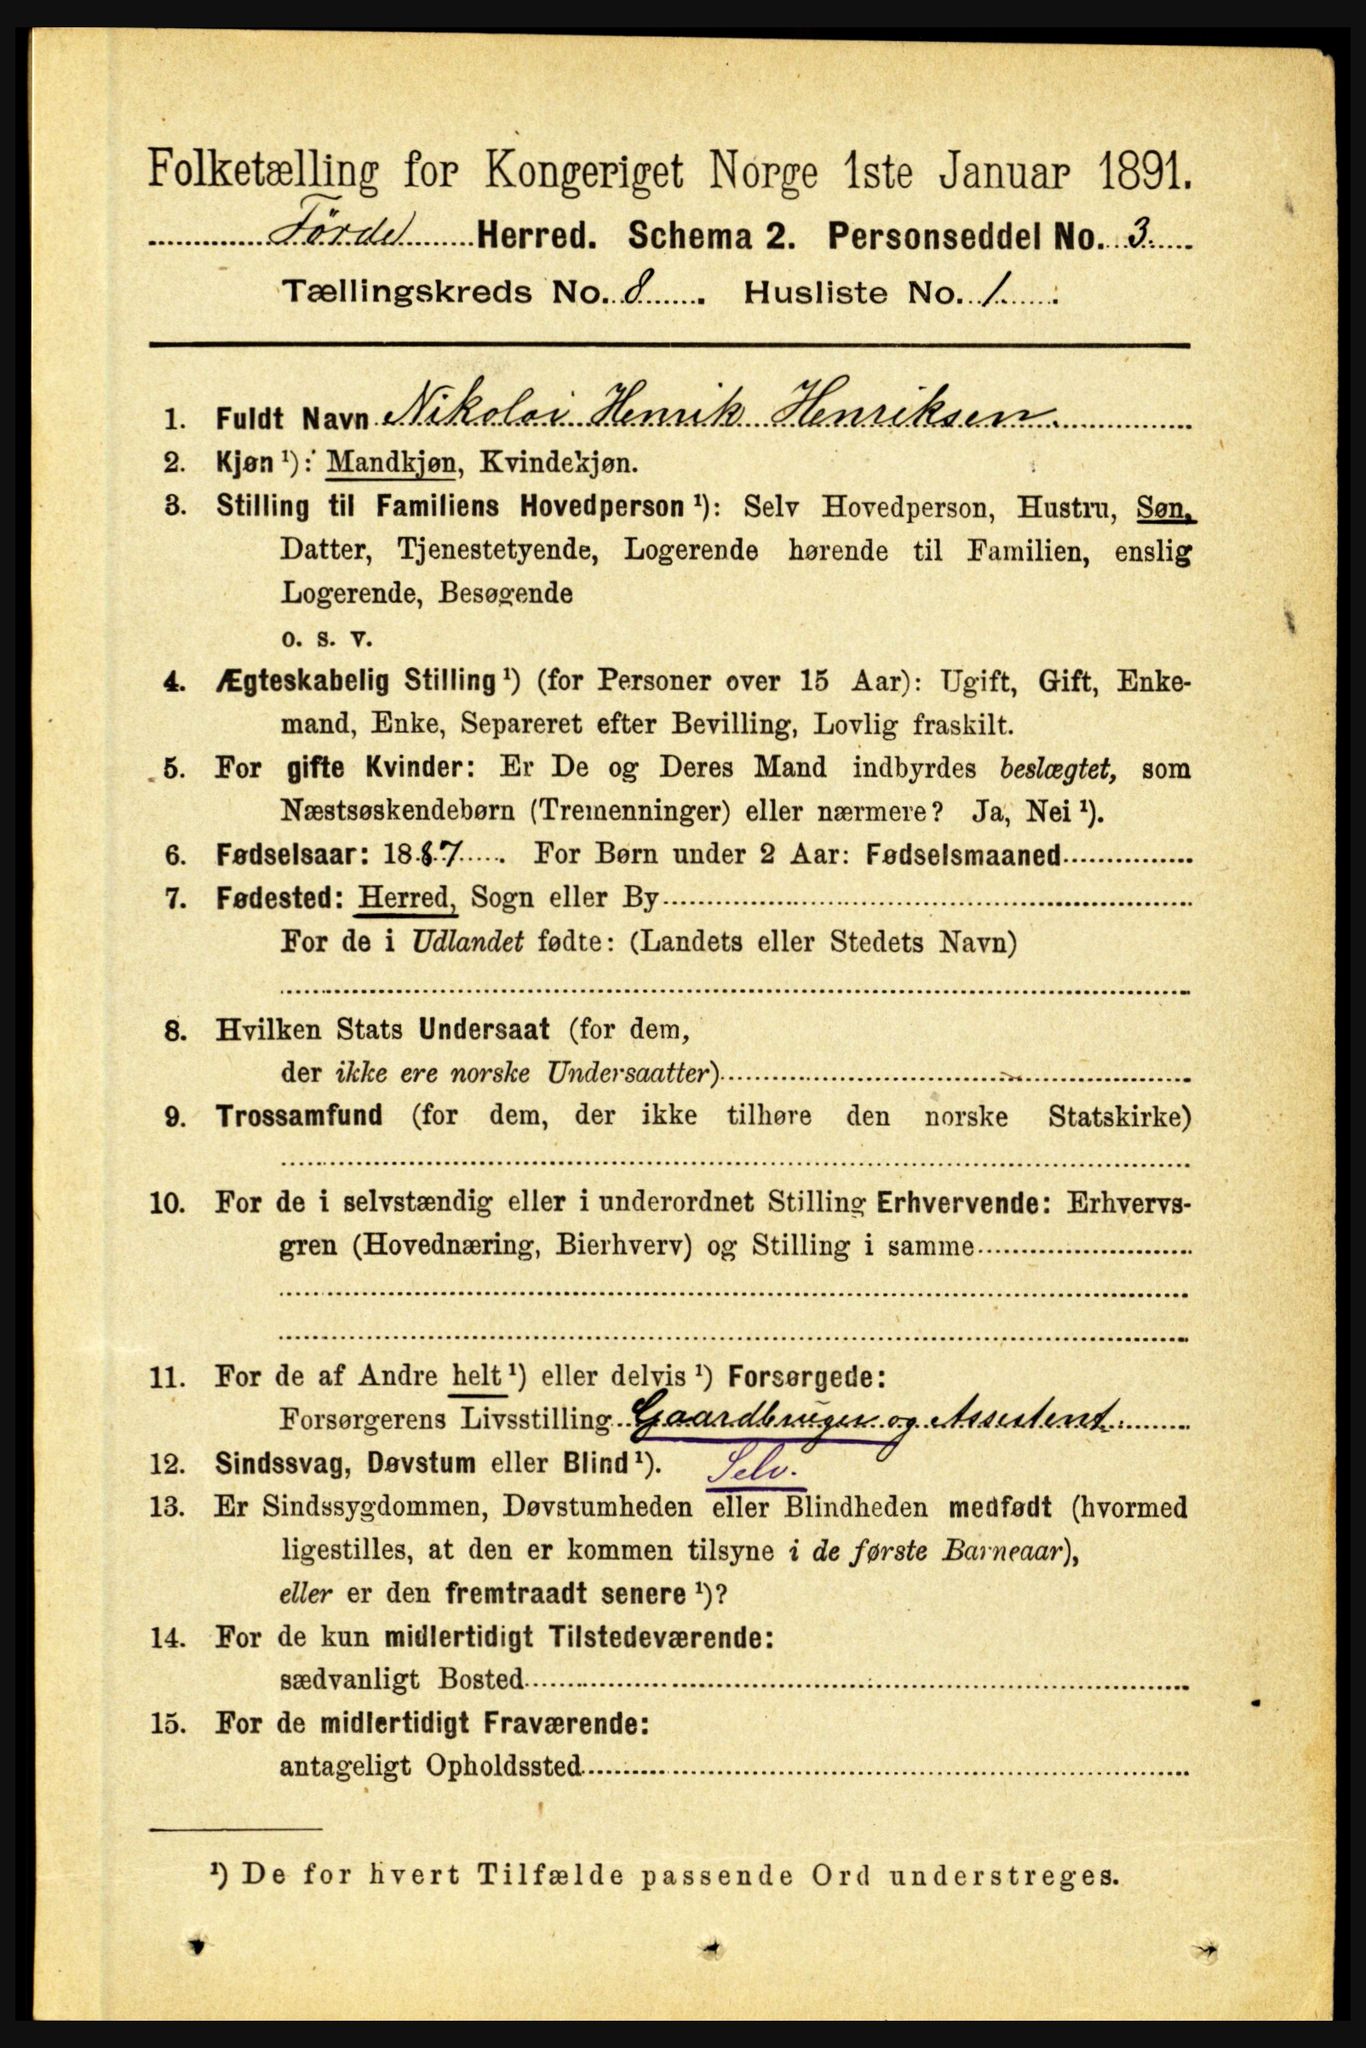 Folketælling for Kongeriget Norge 1ste Januar 1891.
Førde Herred. Schema 2. Personseddel No. 3.
Tællingskreds No. 8. Husliste No. 1.
1. Fuldt Navn Nikolai Henrik Henriksen.
2. Kjøn ¹): Mandkjøn, Kvindekjøn.
3. Stilling til Familiens Hovedperson ¹): Selv Hovedperson, Hustru, Søn,
Datter, Tjenestetyende, Logerende hørende til Familien, enslig
Logerende, Besøgende
o. s. v.
4. Ægteskabelig Stilling ¹) (for Personer over 15 Aar): Ugift, Gift, Enke-
mand, Enke, Separeret efter Bevilling, Lovlig fraskilt.
5. For gifte Kvinder: Er De og Deres Mand indbyrdes beslægtet, som
Næstsøskendebørn (Tremenninger) eller nærmere? Ja, Nei ¹).
6. Fødselsaar: 1887. For Børn under 2 Aar: Fødselsmaaned
7. Fødested: Herred, Sogn eller By
For de i Udlandet fødte: (Landets eller Stedets Navn)
8. Hvilken Stats Undersaat (for dem,
der ikke ere norske Undersaatter)
9. Trossamfund (for dem, der ikke tilhøre den norske Statskirke)
10. For de i selvstændig eller i underordnet Stilling Erhvervende: Erhvervs-
gren (Hovednæring, Bierhverv) og Stilling i samme
11. For de af Andre helt ¹) eller delvis ¹) Forsørgede:
Forsørgerens Livsstilling Gaardbruger og Assistent.
12. Sindssvag, Døvstum eller Blind ¹). Selv.
13. Er Sindssygdommen, Døvstumheden eller Blindheden medfødt (hvormed
ligestilles, at den er kommen tilsyne i de første Barneaar),
eller er den fremtraadt senere ¹)?
14. For de kun midlertidigt Tilstedeværende:
sædvanligt Bosted
15. For de midlertidigt Fraværende:
antageligt Opholdssted
¹) De for hvert Tilfælde passende Ord understreges.